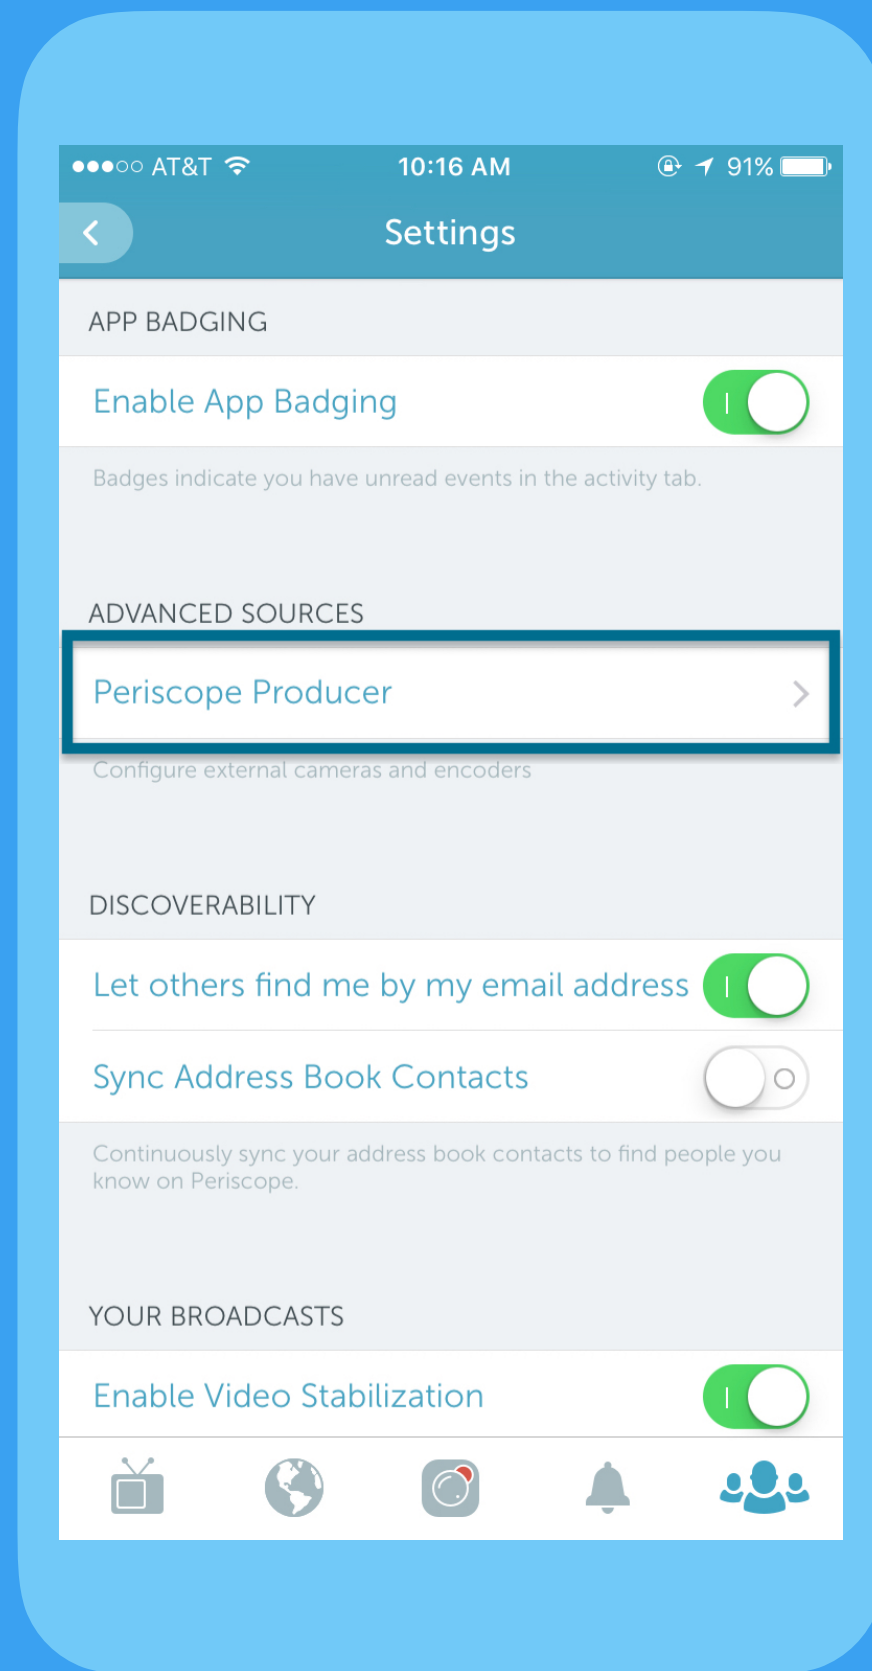 AT&T 10:16 AM 91%
Settings
APP BADGING
Enable App Badging
Badges indicate you have unread events in the activity tab.
ADVANCED SOURCES
Periscope Producer
Configure external cameras and encoders
DISCOVERABILITY
Let others find me by my email address
Sync Address Book Contacts
Continuously sync your address book contacts to find people you
know on Periscope.
YOUR BROADCASTS
Enable Video Stabilization